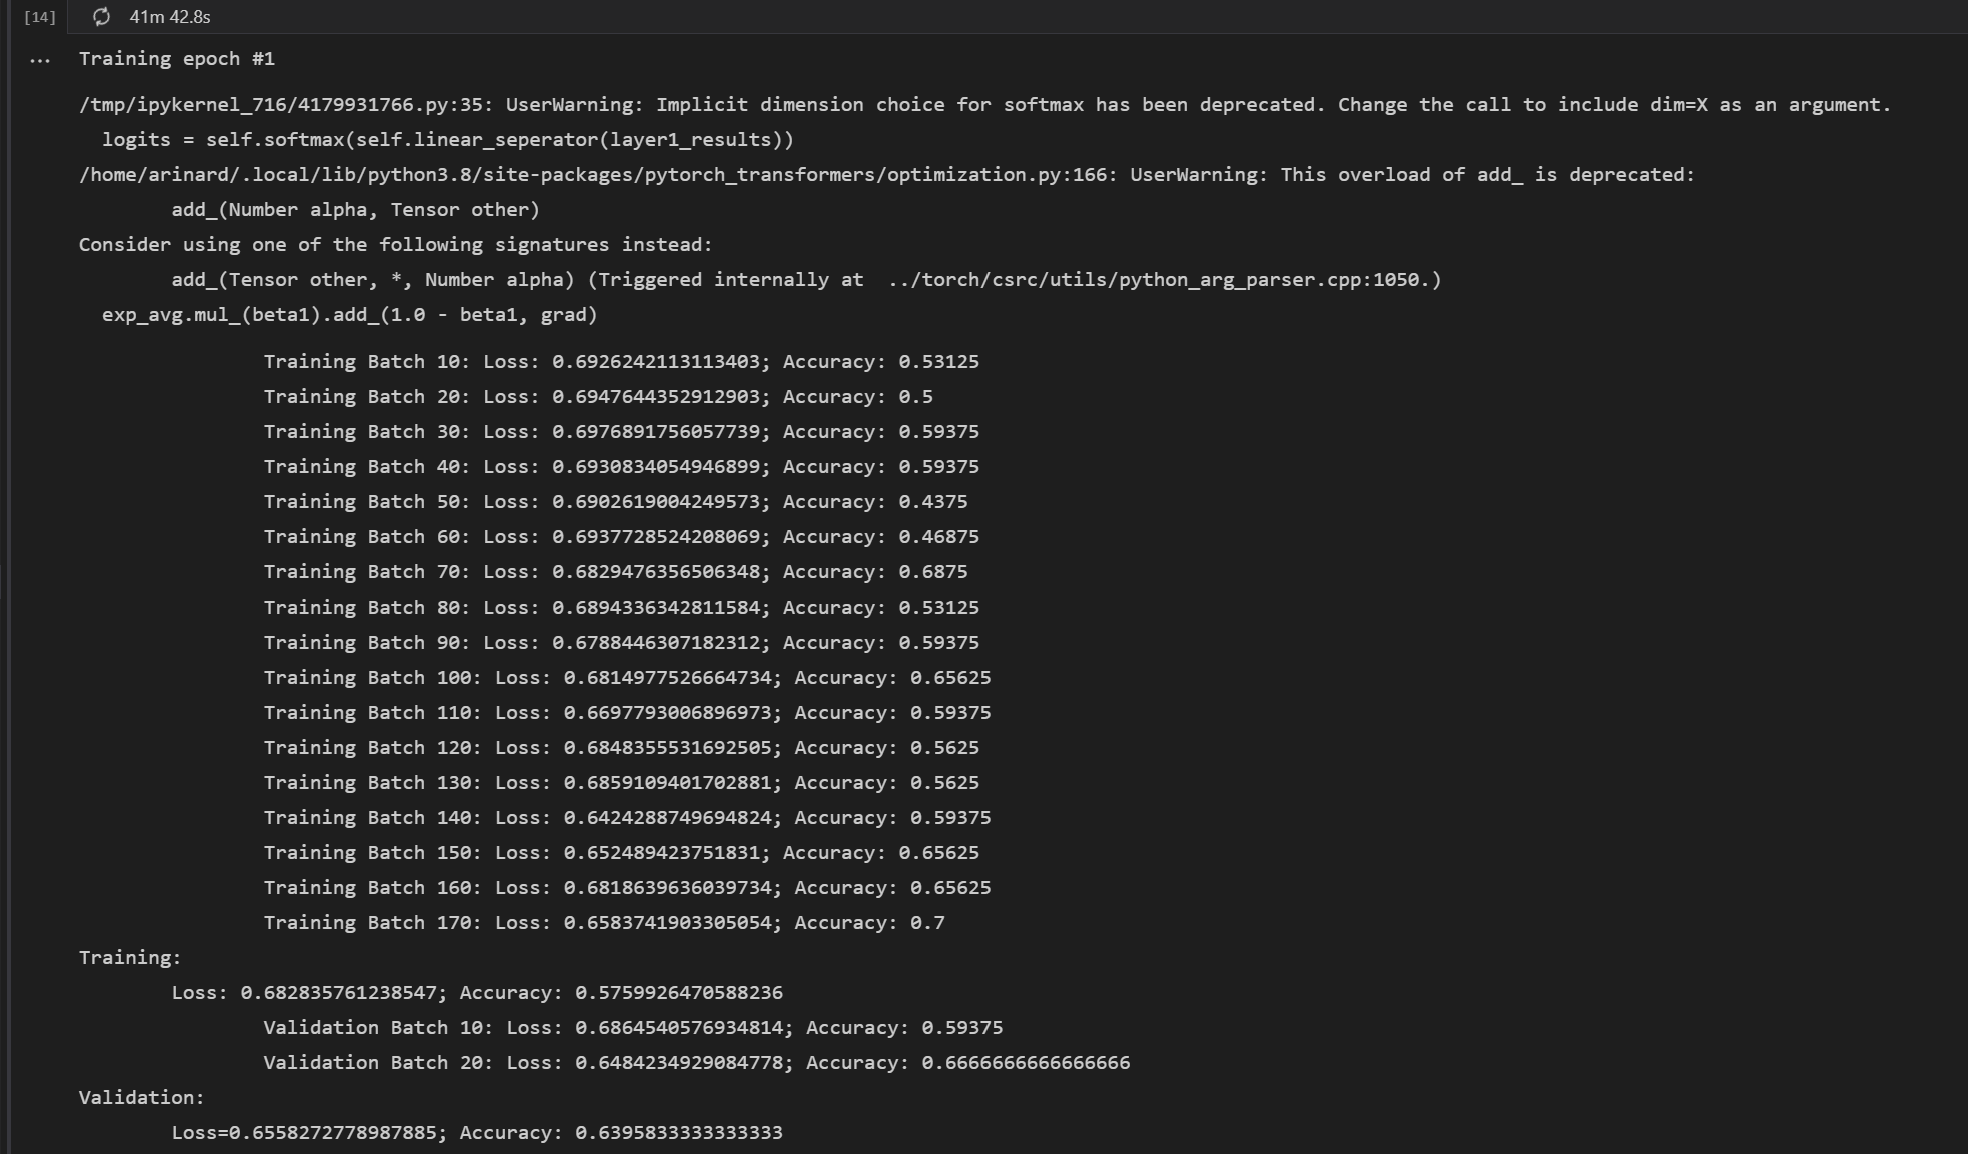 [14] 41m 42.8s
... Training epoch #1
/tmp/ipykernel_716/4179931766.py:35: UserWarning: Implicit dimension choice for softmax has been deprecated. Change the call to include dim=X as an argument.
  logits = self.softmax(self.linear_seperator(layer1_results))
/home/arinard/.local/lib/python3.8/site-packages/pytorch_transformers/optimization.py:166: UserWarning: This overload of add_ is deprecated:
        add_(Number alpha, Tensor other)
Consider using one of the following signatures instead:
        add_(Tensor other, *, Number alpha) (Triggered internally at  ../torch/csrc/utils/python_arg_parser.cpp:1050.)
  exp_avg.mul_(beta1).add_(1.0 - beta1, grad)
                Training Batch 10: Loss: 0.6926242113113403; Accuracy: 0.53125
                Training Batch 20: Loss: 0.6947644352912903; Accuracy: 0.5
                Training Batch 30: Loss: 0.6976891756057739; Accuracy: 0.59375
                Training Batch 40: Loss: 0.6930834054946899; Accuracy: 0.59375
                Training Batch 50: Loss: 0.6902619004249573; Accuracy: 0.4375
                Training Batch 60: Loss: 0.6937728524208069; Accuracy: 0.46875
                Training Batch 70: Loss: 0.6829476356506348; Accuracy: 0.6875
                Training Batch 80: Loss: 0.6894336342811584; Accuracy: 0.53125
                Training Batch 90: Loss: 0.6788446307182312; Accuracy: 0.59375
                Training Batch 100: Loss: 0.6814977526664734; Accuracy: 0.65625
                Training Batch 110: Loss: 0.6697793006896973; Accuracy: 0.59375
                Training Batch 120: Loss: 0.6848355531692505; Accuracy: 0.5625
                Training Batch 130: Loss: 0.6859109401702881; Accuracy: 0.5625
                Training Batch 140: Loss: 0.6424288749694824; Accuracy: 0.59375
                Training Batch 150: Loss: 0.652489423751831; Accuracy: 0.65625
                Training Batch 160: Loss: 0.6818639636039734; Accuracy: 0.65625
                Training Batch 170: Loss: 0.6583741903305054; Accuracy: 0.7
Training:
        Loss: 0.682835761238547; Accuracy: 0.5759926470588236
                Validation Batch 10: Loss: 0.6864540576934814; Accuracy: 0.59375
                Validation Batch 20: Loss: 0.6484234929084778; Accuracy: 0.6666666666666666
Validation:
        Loss=0.6558272778987885; Accuracy: 0.6395833333333333